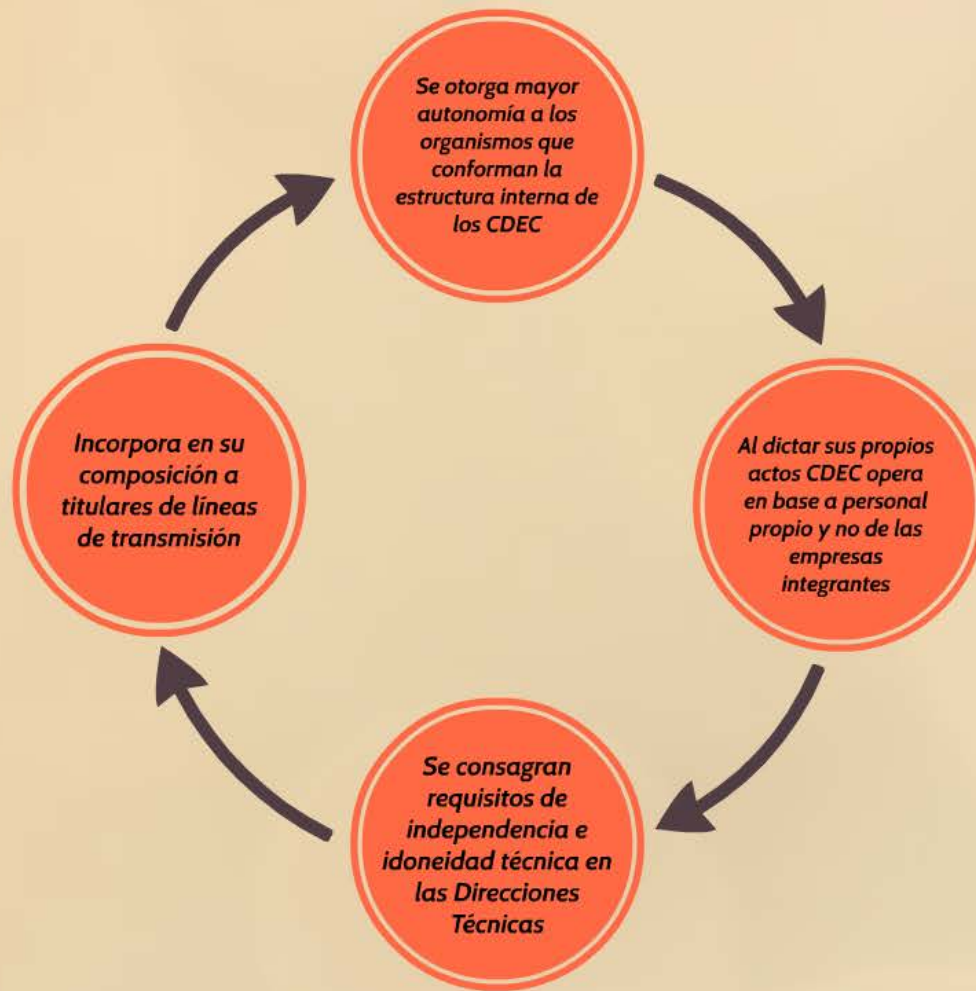 Se otorga mayor
autonomía a los
organismos que
conforman la
estructura interna de
los CDEC
Al dictar sus propios
actos CDEC opera
en base a personal
propio y no de las
empresas
integrantes
Se consagran
requisitos de
independencia e
idoneidad técnica en
las Direcciones
Técnicas
Incorpora en su
composición a
titulares de líneas
de transmisión